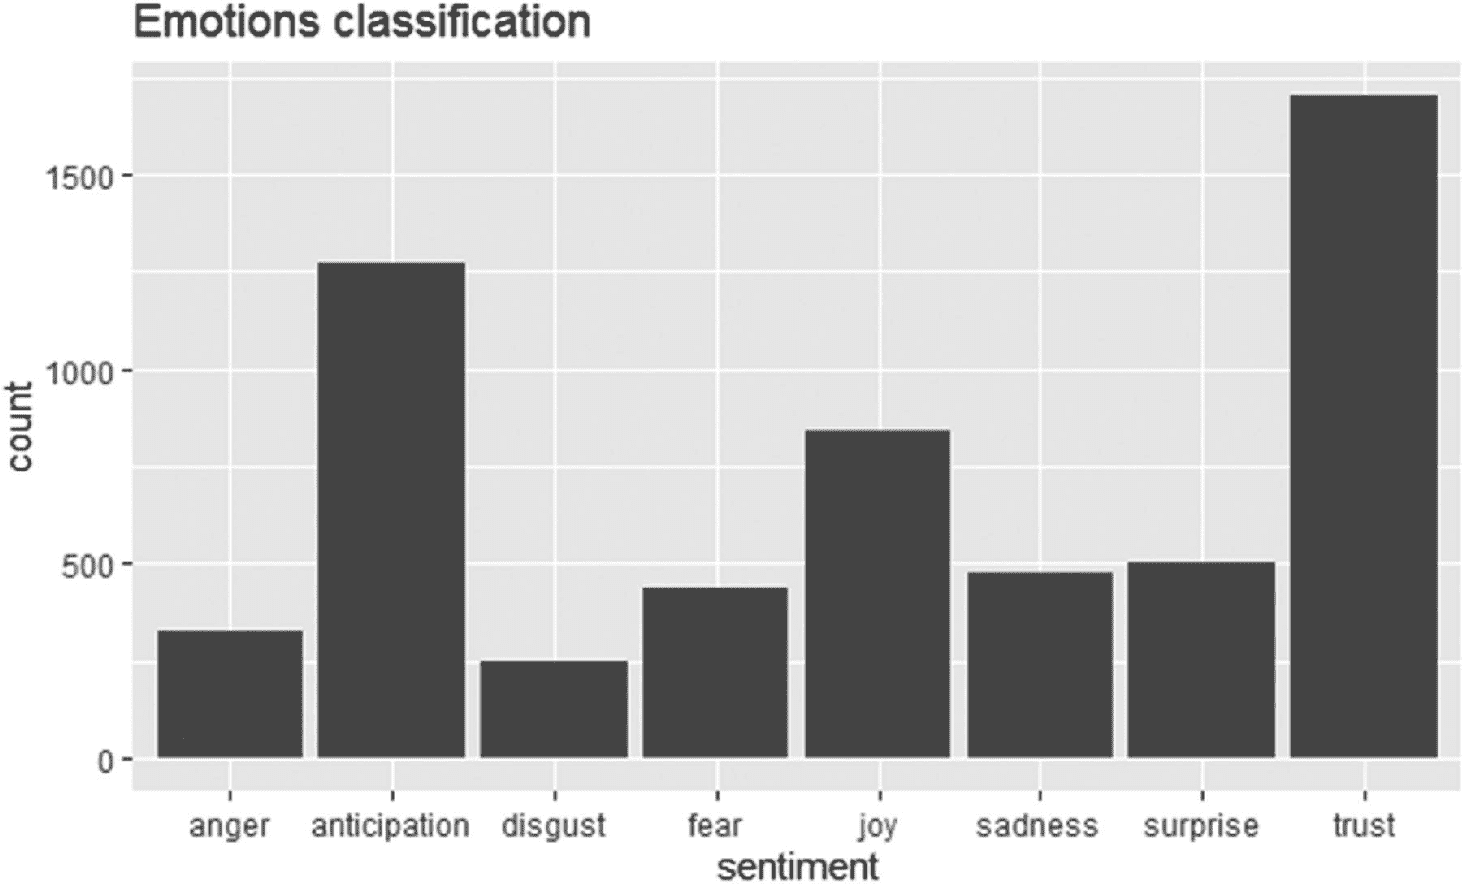 Emotions classification
1500
1000
500
0
count
anger anticipation disgust fear joy sadness surprise trust
sentiment